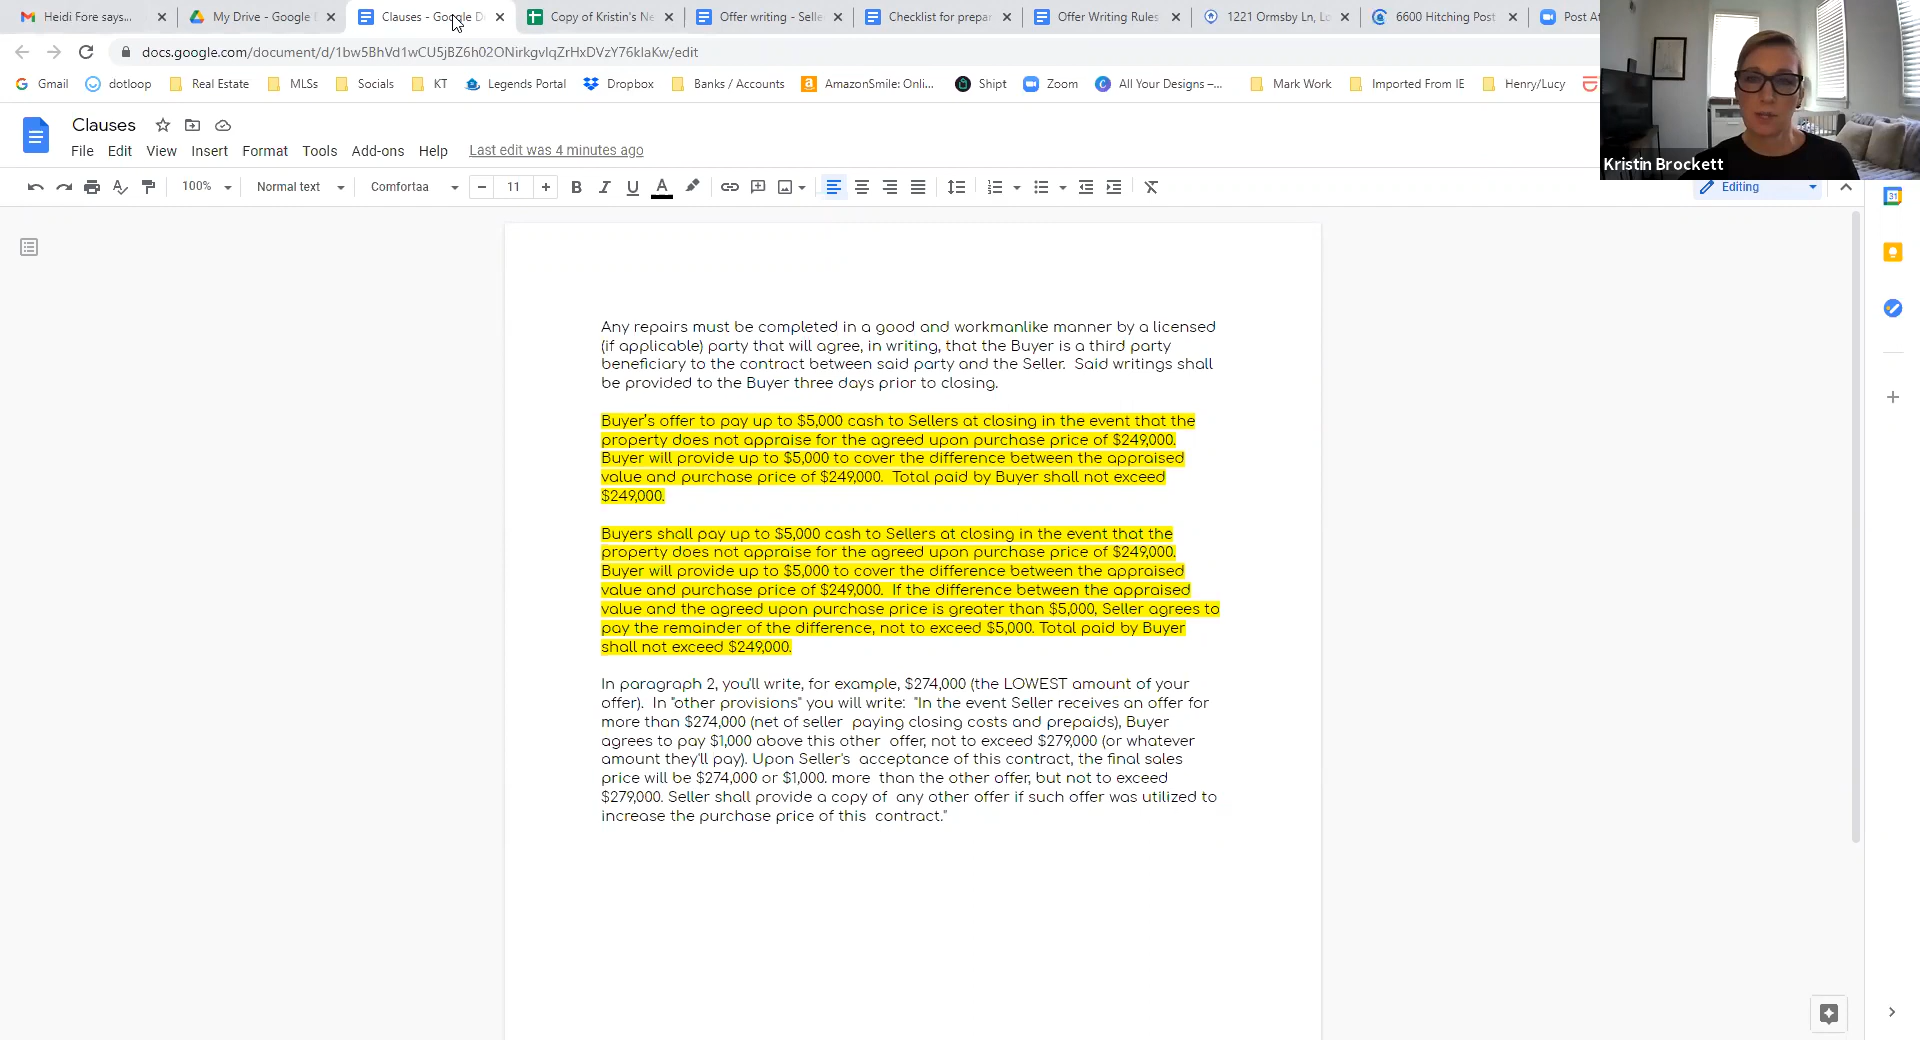 Heidi Fore says...
My Drive - Google
Clauses - Google D
Copy of Kristin's Ne
Offer writing - Selle
Checklist for prepar
Offer Writing Rules
1221 Ormsby Ln, Lo
6600 Hitching Post
Post At
docs.google.com/document/d/1bw5BhVd1wCU5jBZ6h02ONirkgvlqZrHxDVzY76klaKw/edit
Gmail
dotloop
Real Estate
MLSs
Socials
KT
Legends Portal
Dropbox
Banks / Accounts
AmazonSmile: Onli...
Shipt
Zoom
All Your Designs –...
Mark Work
Imported From IE
Henry/Lucy
Kristin Brockett
Clauses
File Edit View Insert Format Tools Add-ons Help Last edit was 4 minutes ago
100% Normal text Comfortaa 11 B I U A Editing
31
Any repairs must be completed in a good and workmanlike manner by a licensed
(if applicable) party that will agree, in writing, that the Buyer is a third party
beneficiary to the contract between said party and the Seller.  Said writings shall
be provided to the Buyer three days prior to closing.
Buyer's offer to pay up to $5,000 cash to Sellers at closing in the event that the
property does not appraise for the agreed upon purchase price of $249,000.
Buyer will provide up to $5,000 to cover the difference between the appraised
value and purchase price of $249,000.  Total paid by Buyer shall not exceed
$249,000.
Buyers shall pay up to $5,000 cash to Sellers at closing in the event that the
property does not appraise for the agreed upon purchase price of $249,000.
Buyer will provide up to $5,000 to cover the difference between the appraised
value and purchase price of $249,000.  If the difference between the appraised
value and the agreed upon purchase price is greater than $5,000, Seller agrees to
pay the remainder of the difference, not to exceed $5,000. Total paid by Buyer
shall not exceed $249,000.
In paragraph 2, you'll write, for example, $274,000 (the LOWEST amount of your
offer).  In "other provisions" you will write:  "In the event Seller receives an offer for
more than $274,000 (net of seller  paying closing costs and prepaids), Buyer
agrees to pay $1,000 above this other  offer, not to exceed $279,000 (or whatever
amount they'll pay). Upon Seller's  acceptance of this contract, the final sales
price will be $274,000 or $1,000. more  than the other offer, but not to exceed
$279,000. Seller shall provide a copy of  any other offer if such offer was utilized to
increase the purchase price of this  contract."